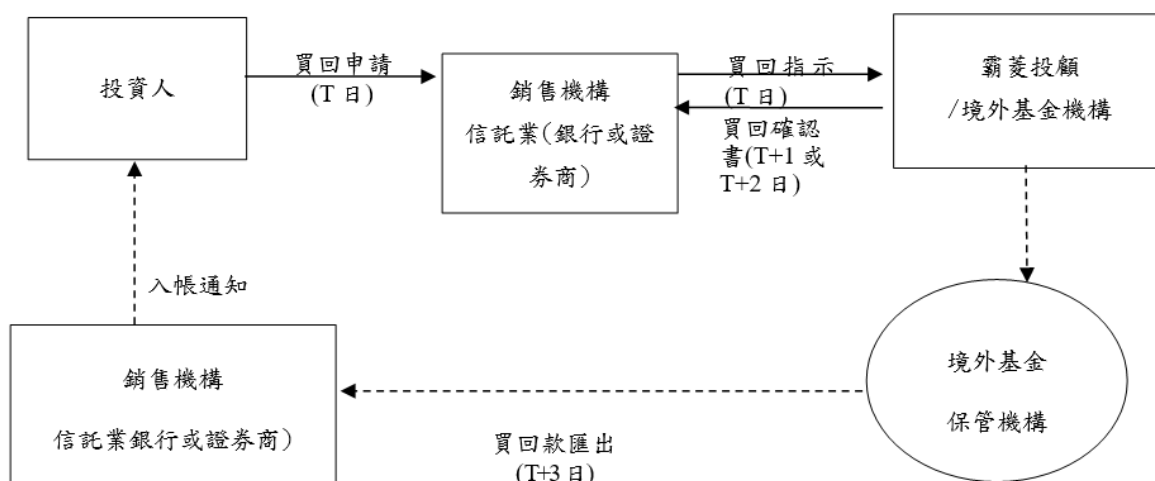 投資人
買回申請
(T 日)
銷售機構
信託業(銀行或證
券商)
買回指示
(T 日)
買回確認
書(T+1 或
T+2 日)
霸菱投顧
/境外基金機構
入帳通知
境外基金
保管機構
銷售機構
信託業銀行或證券商)
買回款匯出
(T+3 日)